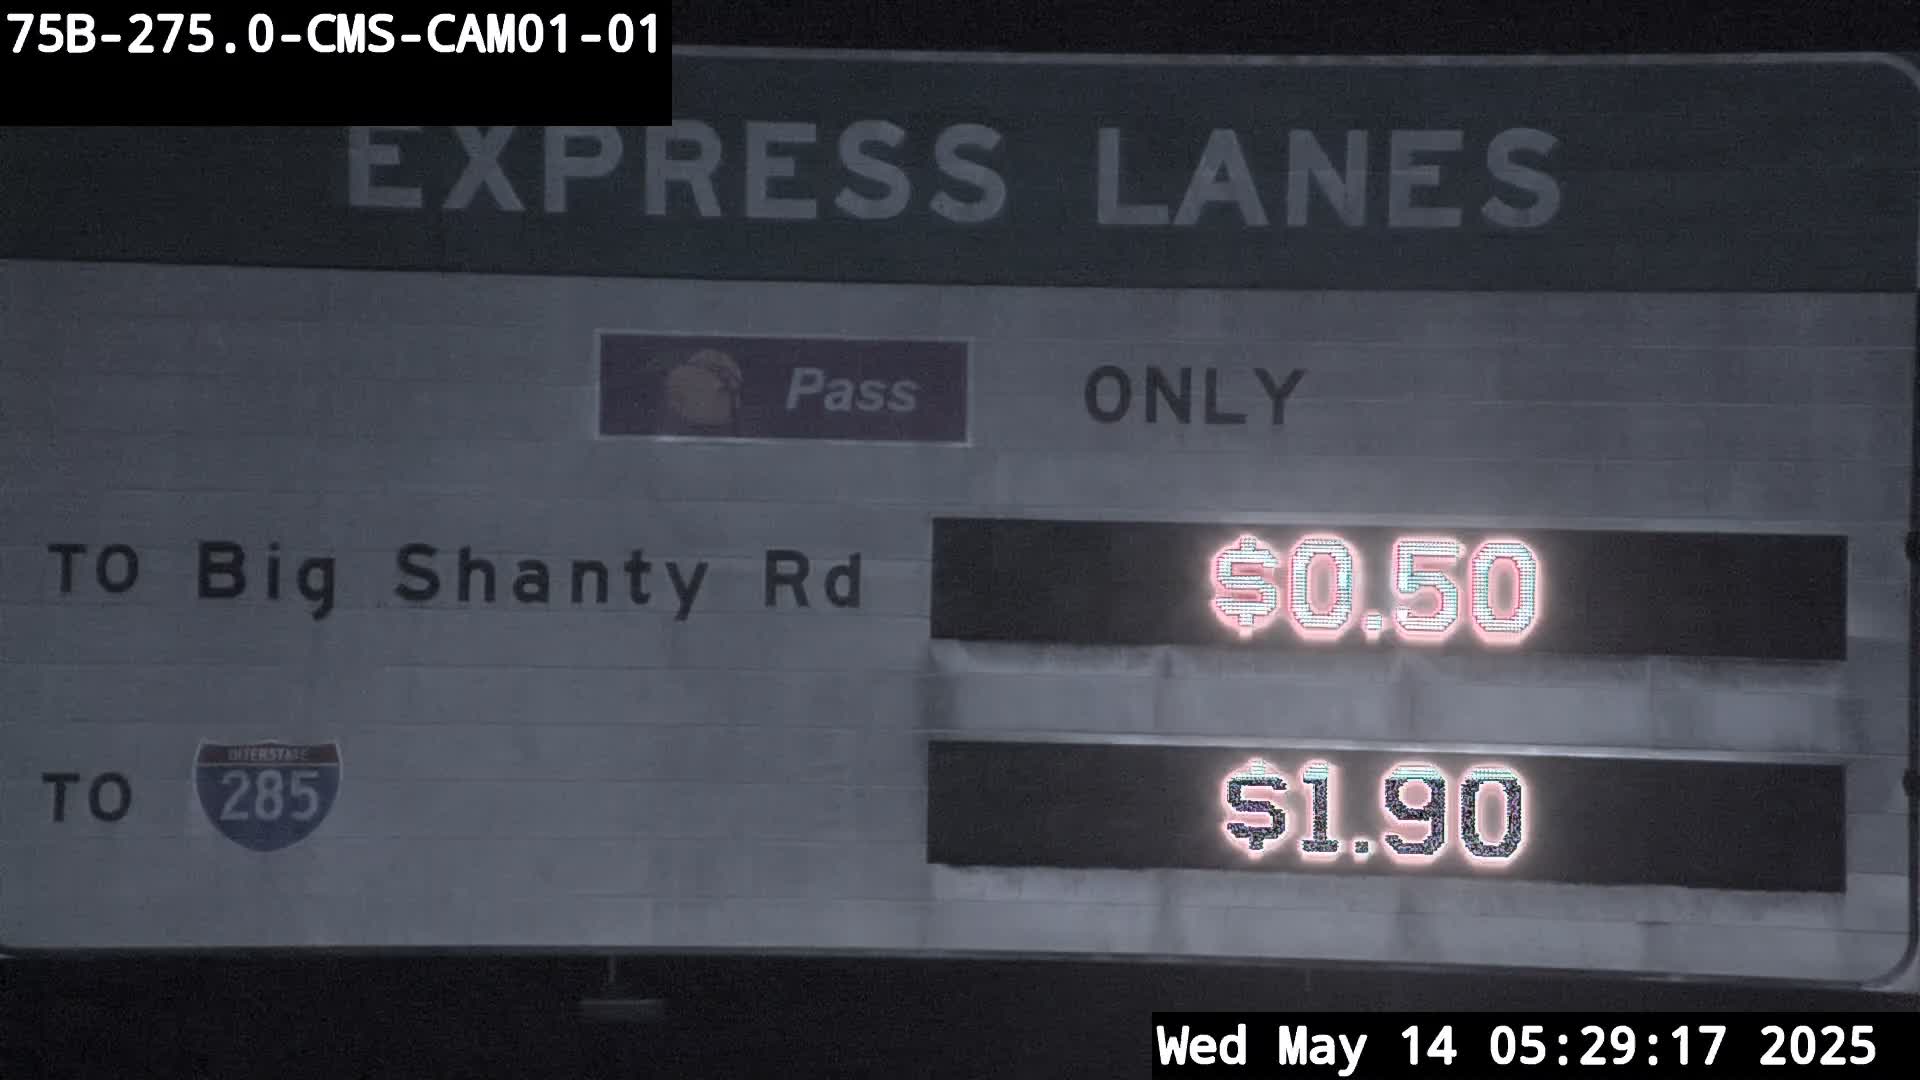 75B-275.0-CMS-CAM01-01
EXPRESS LANES
Pass ONLY
TO Big Shanty Rd $0.50
INTERSTATE
TO 285 $1.90
Wed May 14 05:29:17 2025